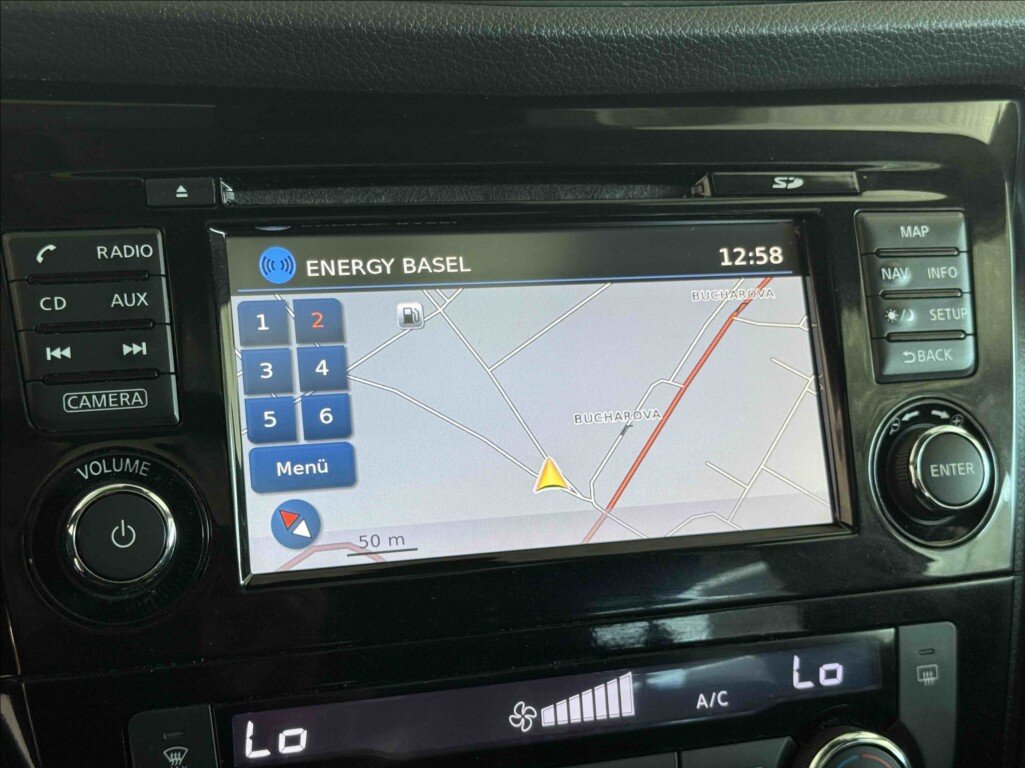 SD
RADIO
CD AUX
CAMERA
VOLUME
ENERGY BASEL 12:58
1 2
3 4
5 6
Menü
50 m
BUCHAROVA
BUCHAROVA
MAP
NAV INFO
SETUP
BACK
ENTER
Lo A/C Lo